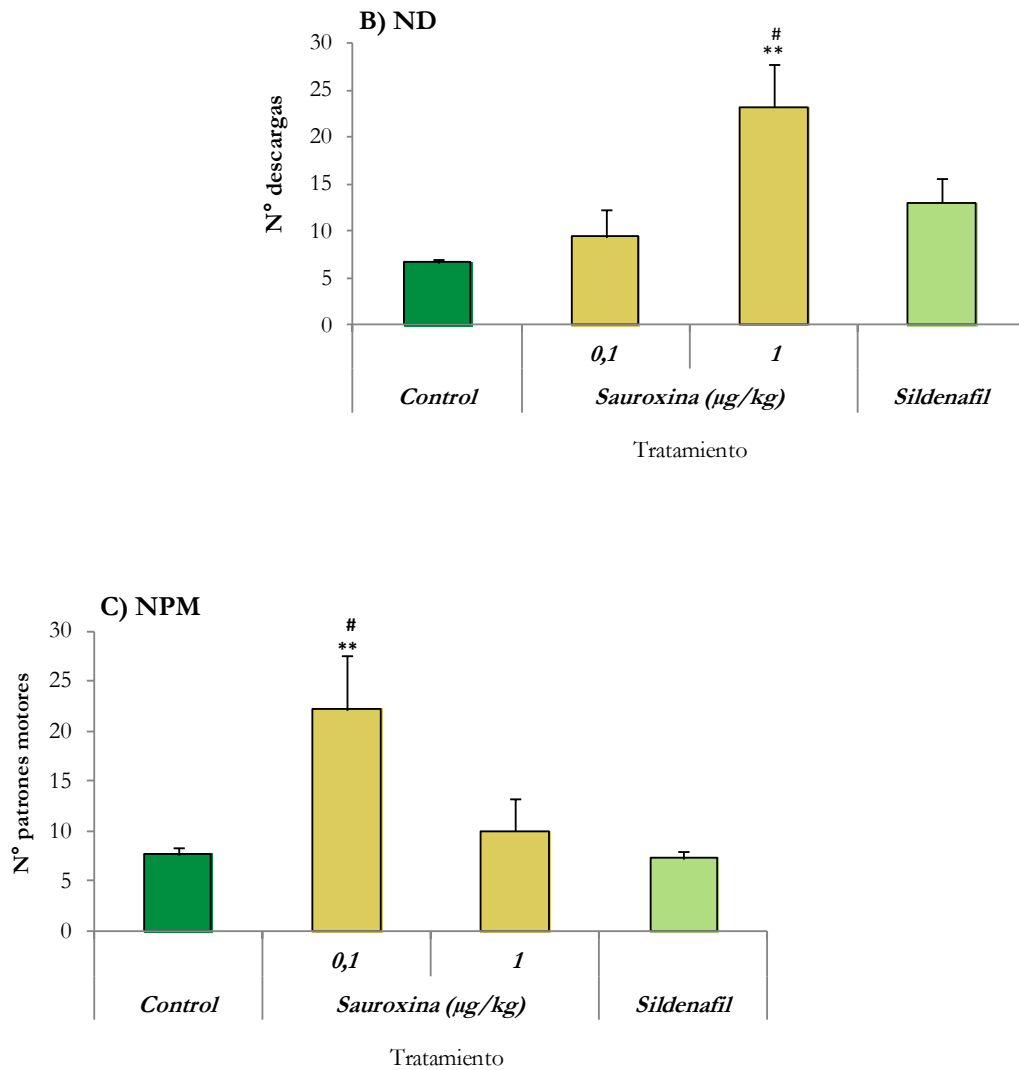 B) ND
#
**
30
25
20
15
10
5
0
N° descargas
0,1 1
Control Sauroxina (µg/kg) Sildenafil
Tratamiento
C) NPM
#
**
30
25
20
15
10
5
0
N° patrones motores
0,1 1
Control Sauroxina (µg/kg) Sildenafil
Tratamiento